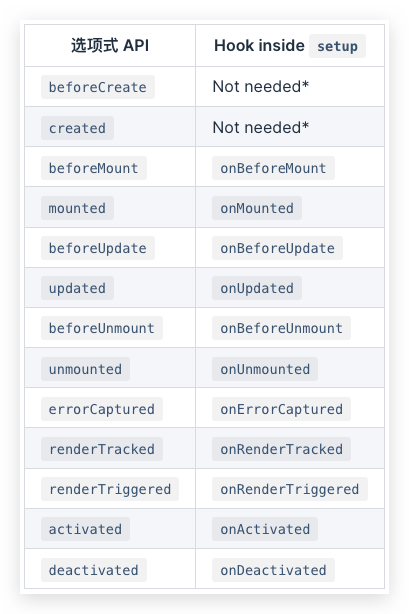 选项式 API Hook inside setup
beforeCreate Not needed*
created Not needed*
beforeMount onBeforeMount
mounted onMounted
beforeUpdate onBeforeUpdate
updated onUpdated
beforeUnmount onBeforeUnmount
unmounted onUnmounted
errorCaptured onErrorCaptured
renderTracked onRenderTracked
renderTriggered onRenderTriggered
activated onActivated
deactivated onDeactivated